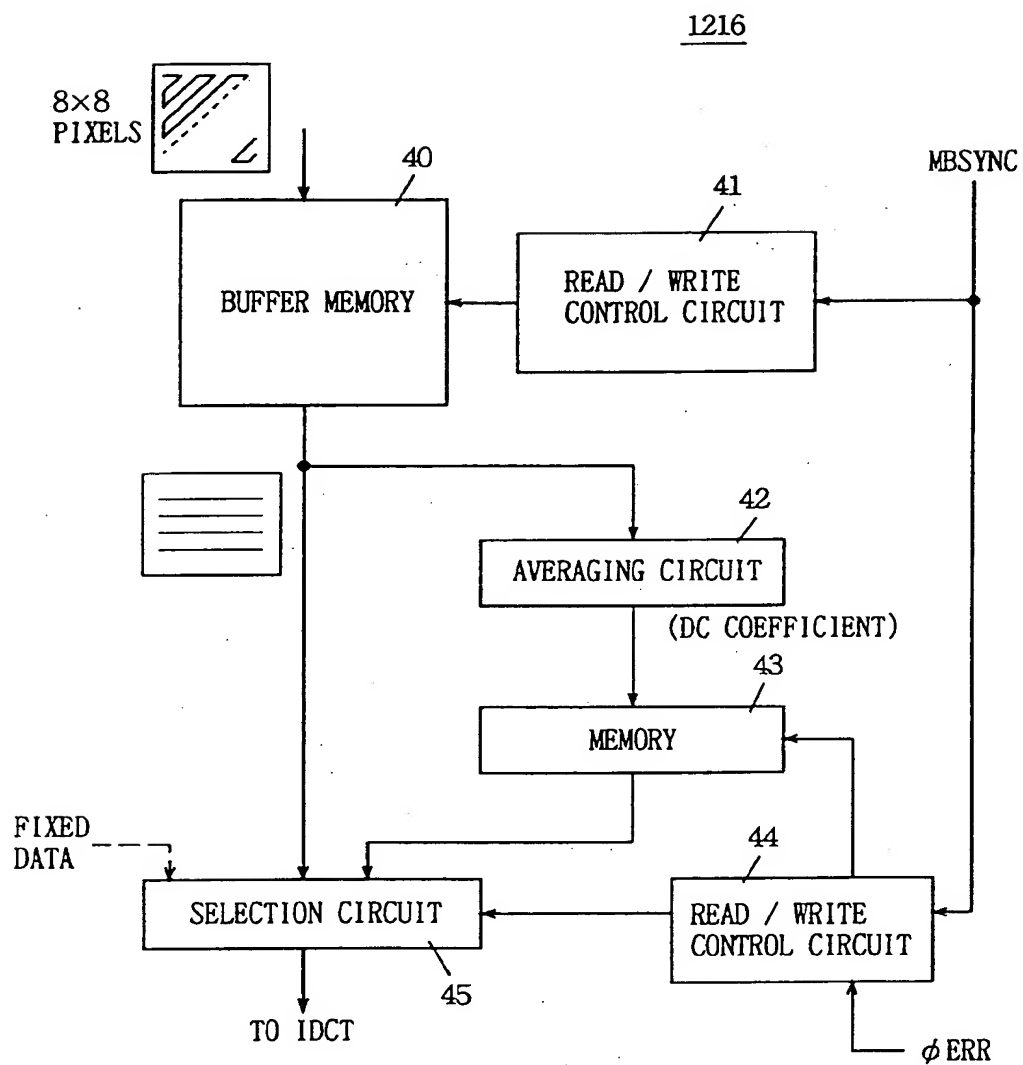 1216
8×8
PIXELS
40
MBSYNC
41
BUFFER MEMORY
READ / WRITE
CONTROL CIRCUIT
42
AVERAGING CIRCUIT
(DC COEFFICIENT)
43
MEMORY
FIXED
DATA
44
SELECTION CIRCUIT
READ / WRITE
CONTROL CIRCUIT
45
TO IDCT
φERR